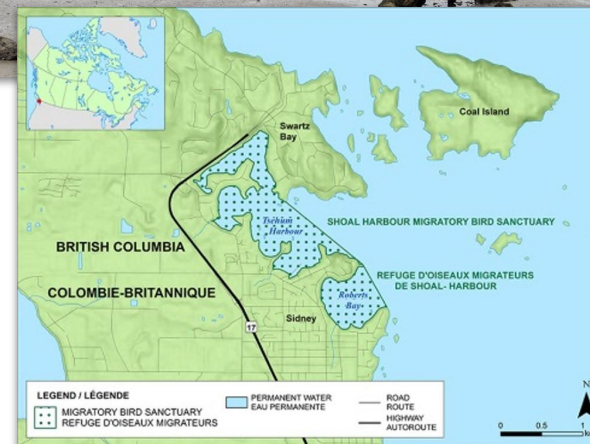 Swartz
Bay
Coal Island
Tsehum
Harbour
SHOAL HARBOUR MIGRATORY BIRD SANCTUARY
BRITISH COLUMBIA
REFUGE D'OISEAUX MIGRATEURS
DE SHOAL- HARBOUR
COLOMBIE-BRITANNIQUE
Roberts
Bay
Sidney
17
LEGEND / LÉGENDE
MIGRATORY BIRD SANCTUARY
REFUGE D'OISEAUX MIGRATEURS
PERMANENT WATER
EAU PERMANENTE
ROAD
ROUTE
HIGHWAY
AUTOROUTE
N
0 0.5 1